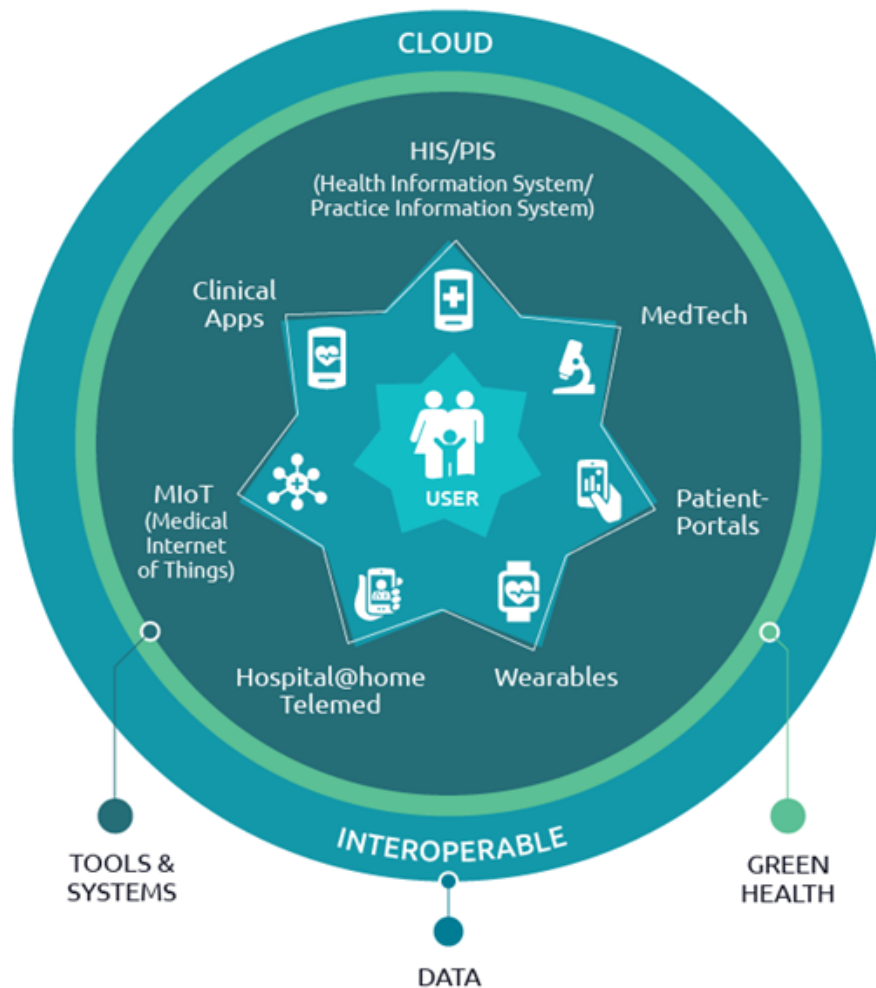 CLOUD
HIS/PIS
(Health Information System/
Practice Information System)
Clinical
Apps
MedTech
USER
MIoT
(Medical
Internet
of Things)
Patient-
Portals
Hospital@home
Telemed
Wearables
INTEROPERABLE
TOOLS &
SYSTEMS
GREEN
HEALTH
DATA